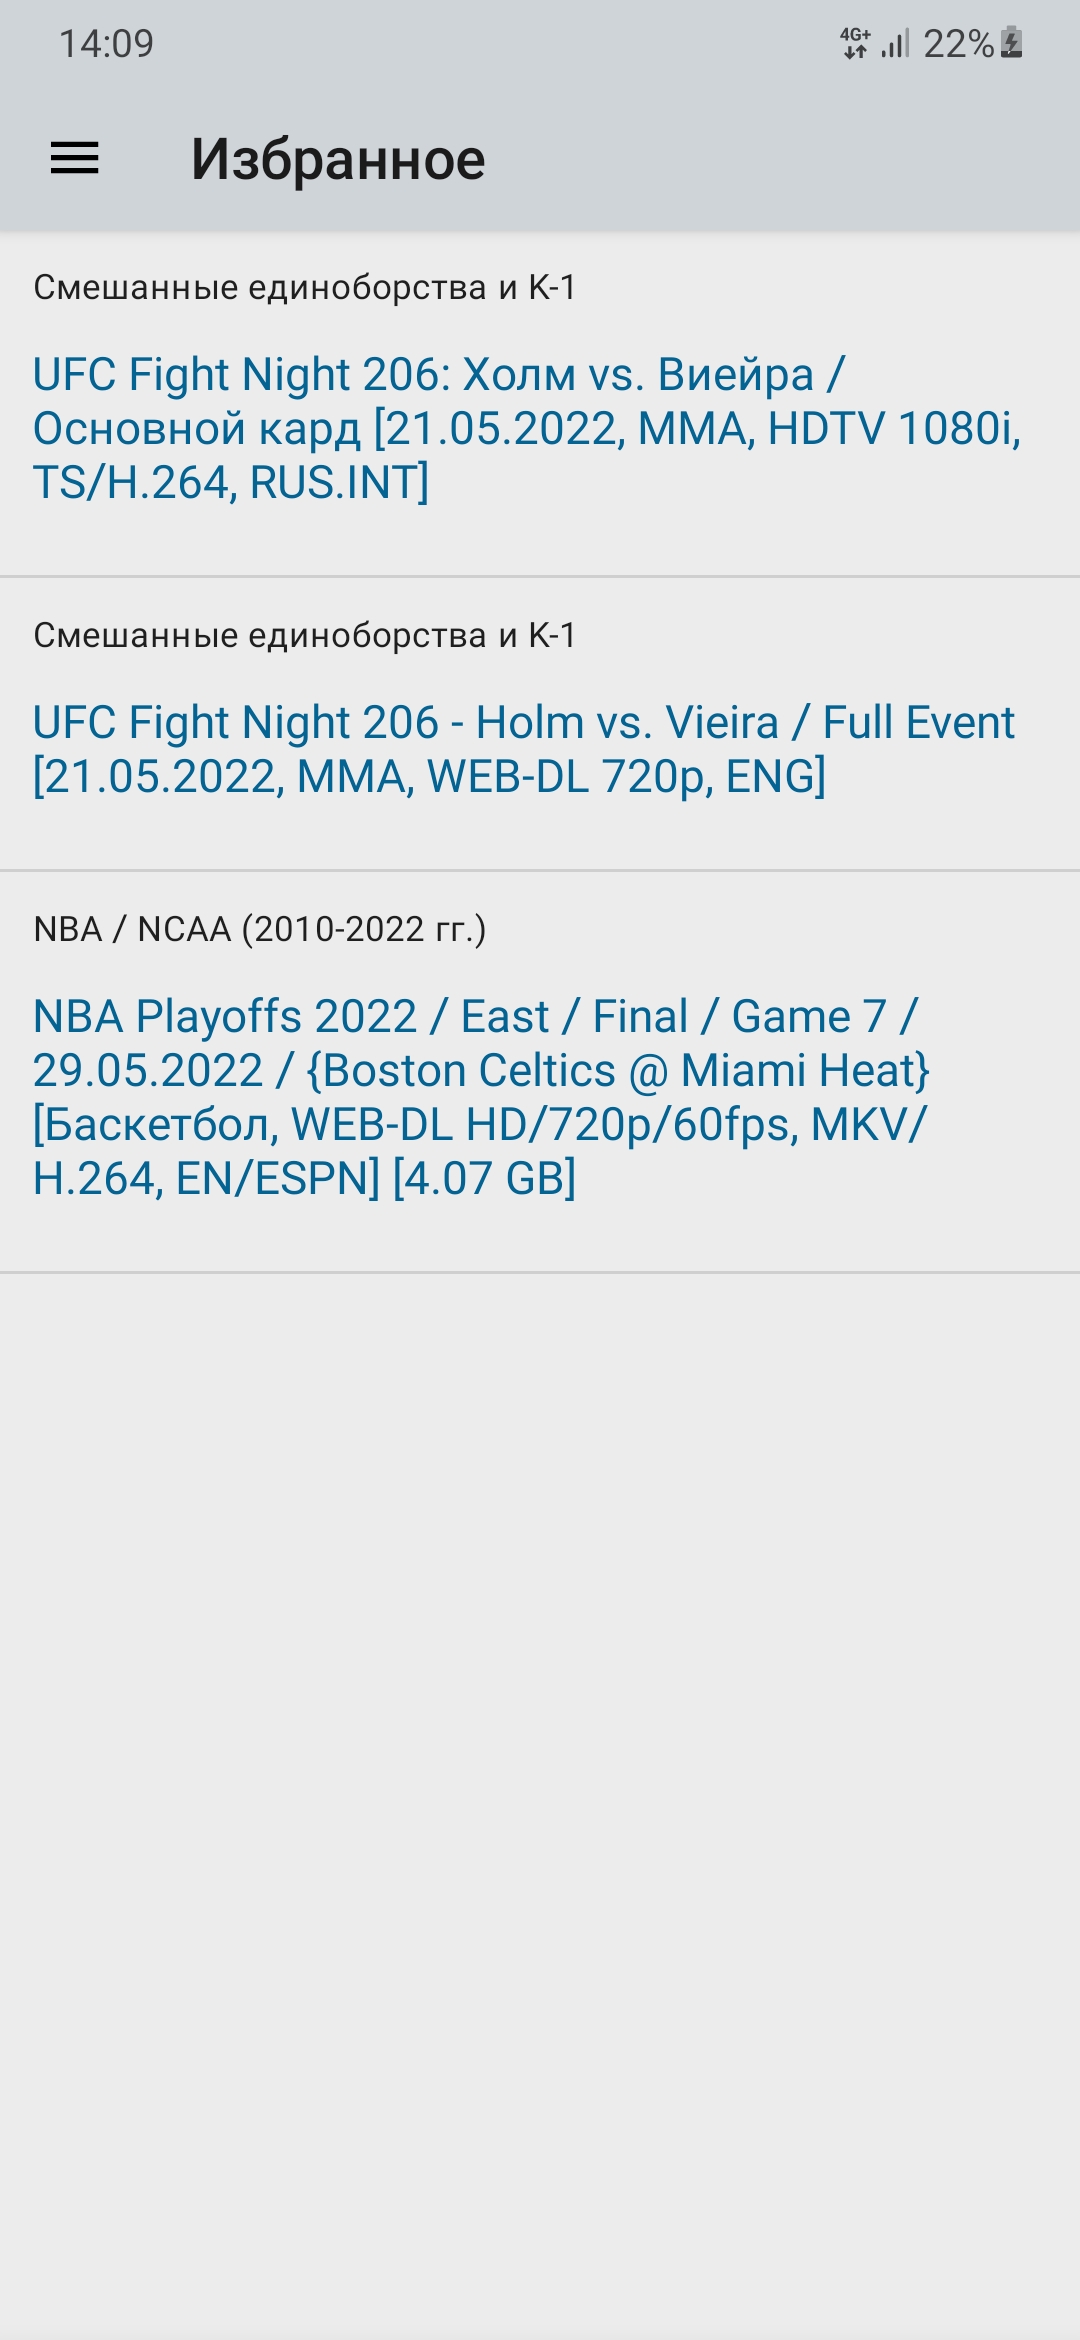 14:09
4G+ 22%
Избранное
Смешанные единоборства и K-1
UFC Fight Night 206: Холм vs. Виейра /
Основной кард [21.05.2022, MMA, HDTV 1080i,
TS/H.264, RUS.INT]
Смешанные единоборства и K-1
UFC Fight Night 206 - Holm vs. Vieira / Full Event
[21.05.2022, MMA, WEB-DL 720p, ENG]
NBA / NCAA (2010-2022 гг.)
NBA Playoffs 2022 / East / Final / Game 7 /
29.05.2022 / {Boston Celtics @ Miami Heat}
[Баскетбол, WEB-DL HD/720p/60fps, MKV/
H.264, EN/ESPN] [4.07 GB]